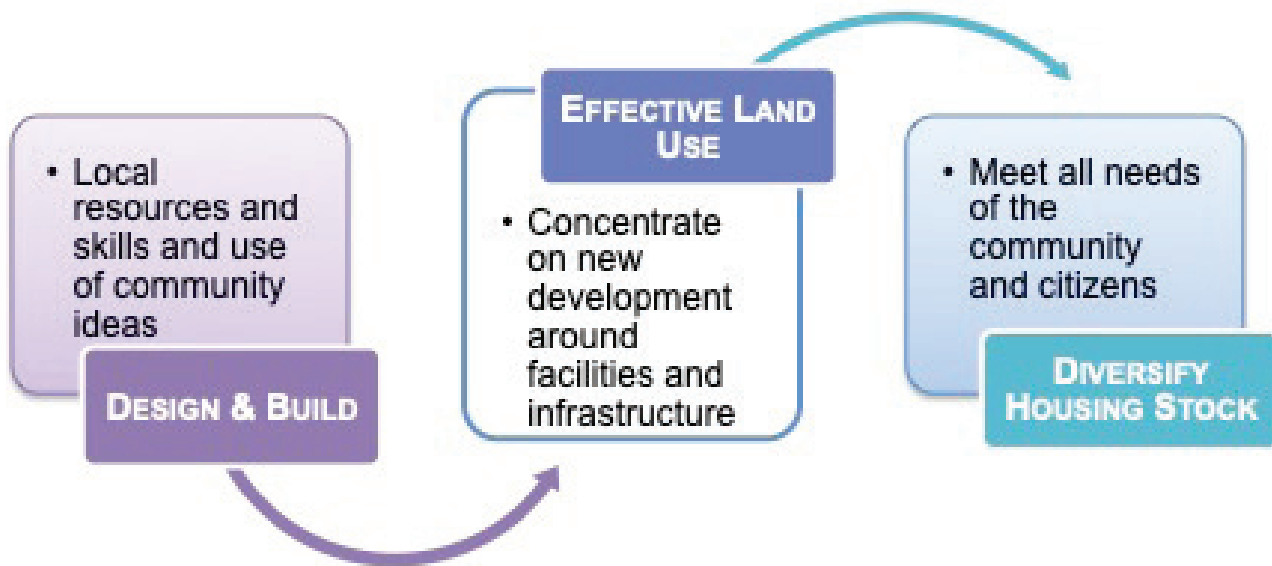 • Local
resources and
skills and use
of community
ideas
DESIGN & BUILD
EFFECTIVE LAND
USE
• Concentrate
on new
development
around
facilities and
infrastructure
• Meet all needs
of the
community
and citizens
DIVERSIFY
HOUSING STOCK